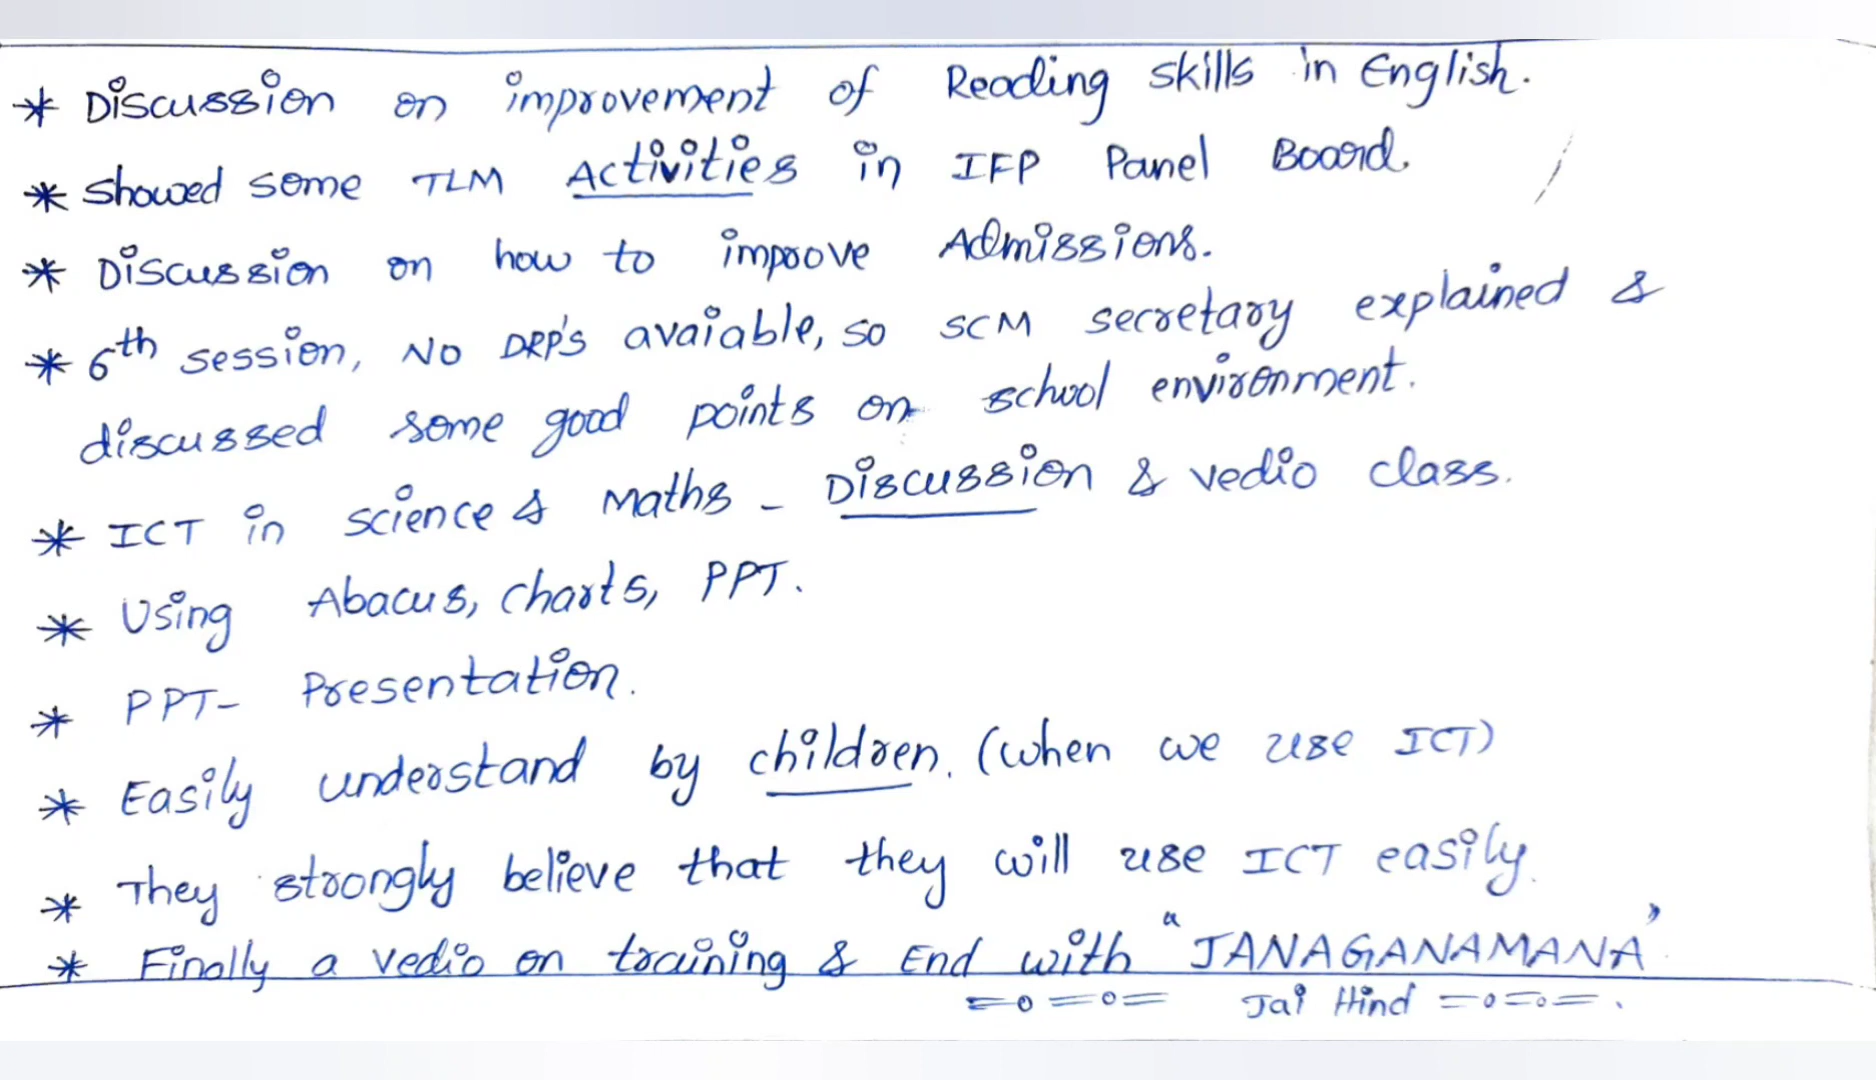 * Discussion on improvement of Reading skills in English.
* showed some TLM Activities in IFP Panel Board.
* Discussion on how to improve Admissions.
* 6th session, NO DRP's avaiable, so SCM secretary explained &
discussed some good points on school environment.
* ICT in science & Maths - Discussion & vedio class.
* Using Abacus, charts, PPT.
* PPT- Presentation.
* Easily understand by children. (when we use ICT)
* They strongly believe that they will use ICT easily.
* Finally a vedio on training & End with "JANAGANAMANA"
=o=o= Jai Hind =o=o=.